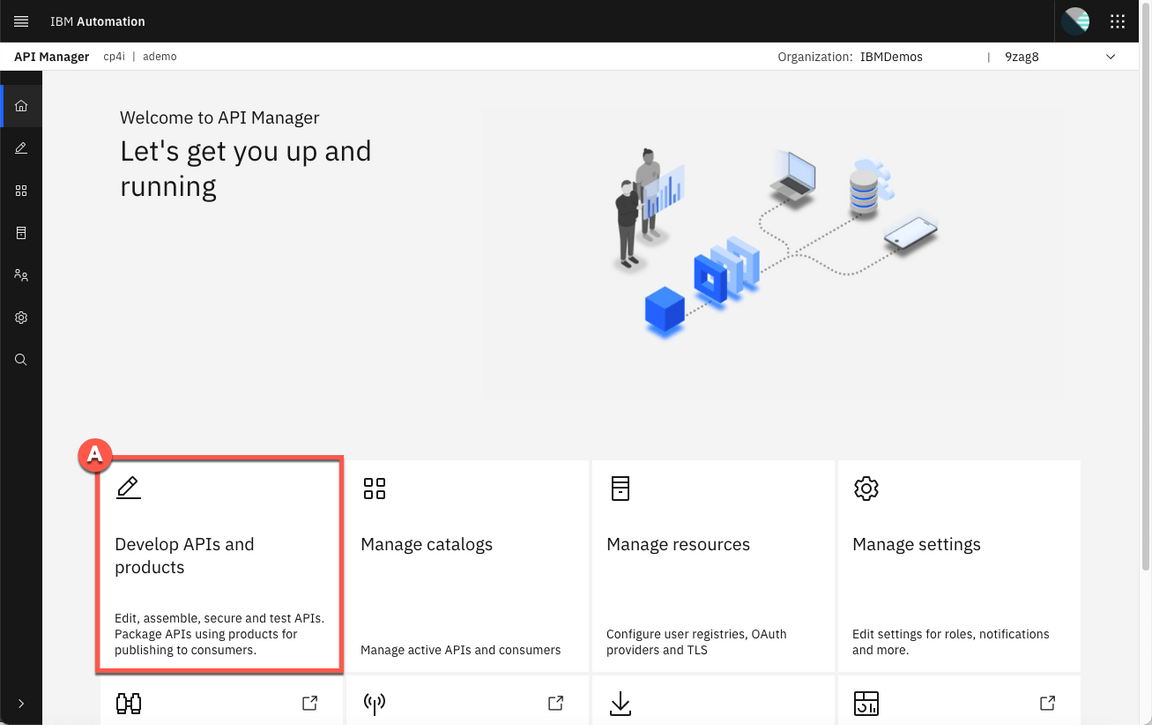 IBM Automation
API Manager cp4i | ademo Organization: IBMDemos | 9zag8
Welcome to API Manager
Let's get you up and
running
A
Develop APIs and
products
Edit, assemble, secure and test APIs.
Package APIs using products for
publishing to consumers.
Manage catalogs
Manage active APIs and consumers
Manage resources
Configure user registries, OAuth
providers and TLS
Manage settings
Edit settings for roles, notifications
and more.